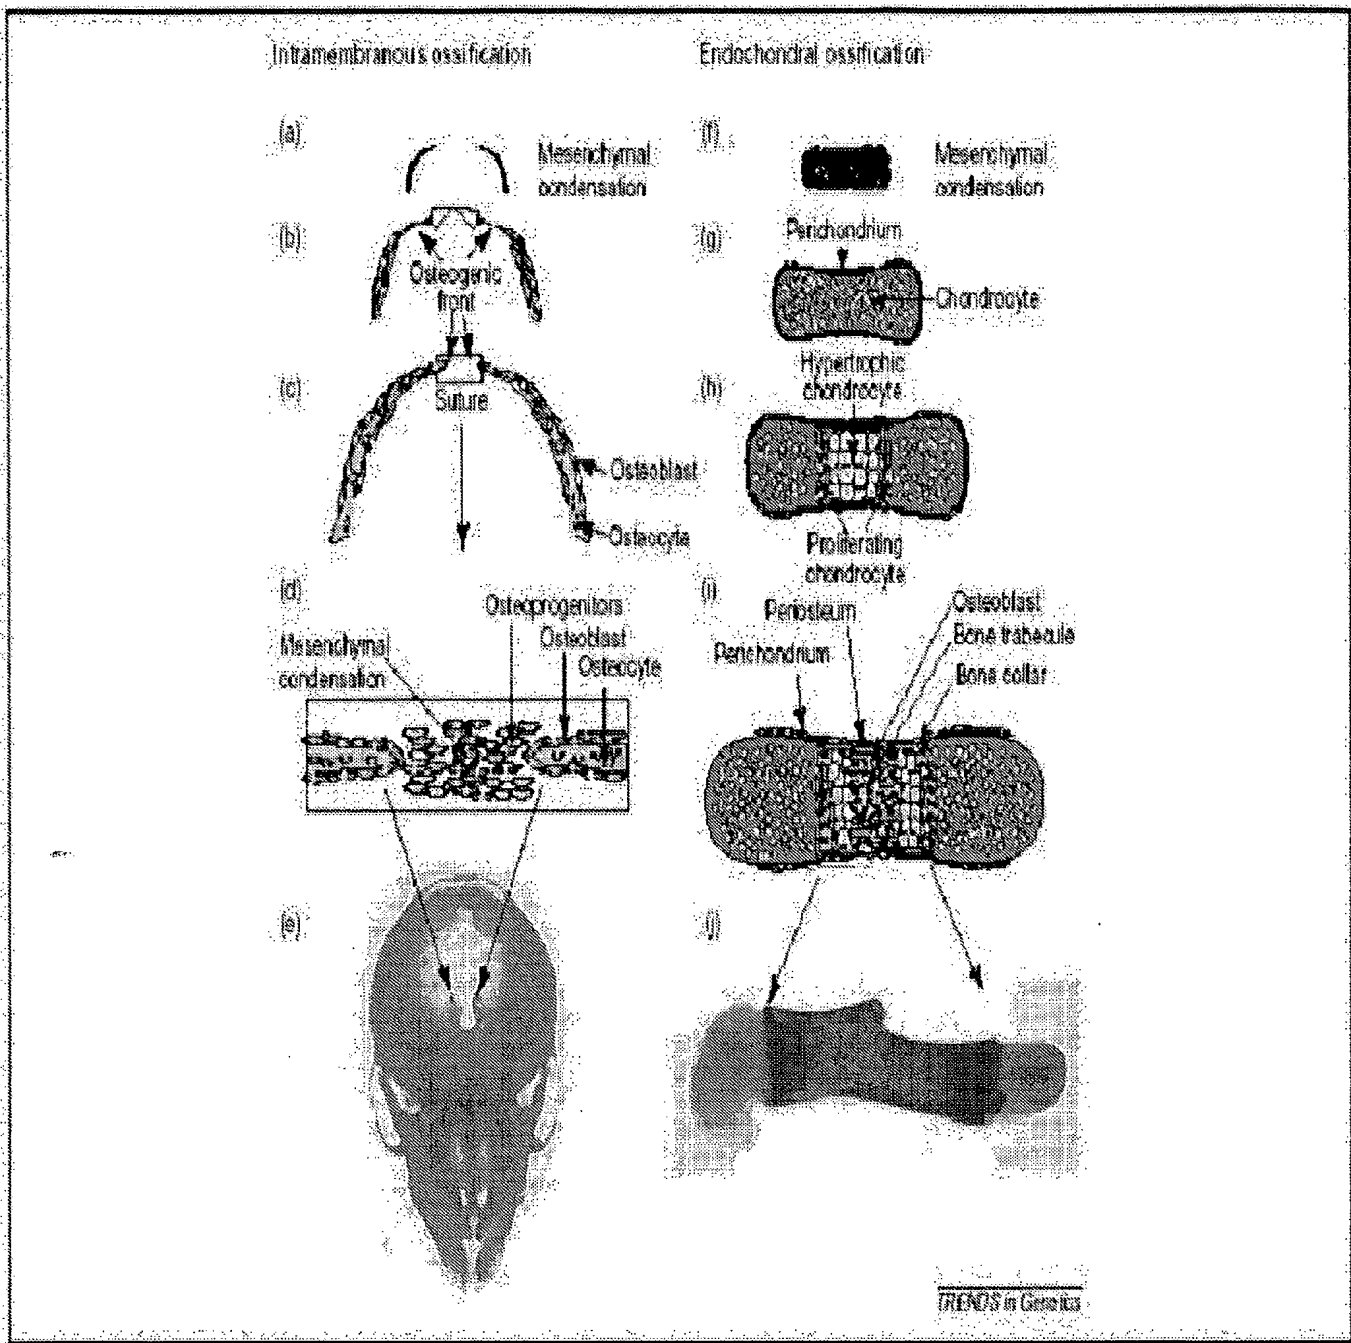 Intramembranous ossification
Endochondral ossification
(a)
Mesenchymal
condensation
(b)
Osteogenic
front
(c)
Suture
Osteoblast
Osteocyte
(d)
Osteoprogenitors
Osteoblast
Osteocyte
Mesenchymal
condensation
(e)
(f)
Mesenchymal
condensation
(g)
Perichondrium
Chondrocyte
Hypertrophic
chondrocyte
(h)
Proliferating
chondrocyte
(i)
Periosteum
Perichondrium
Osteoblast
Bone trabecule
Bone collar
(j)
TRENDS in Genetics